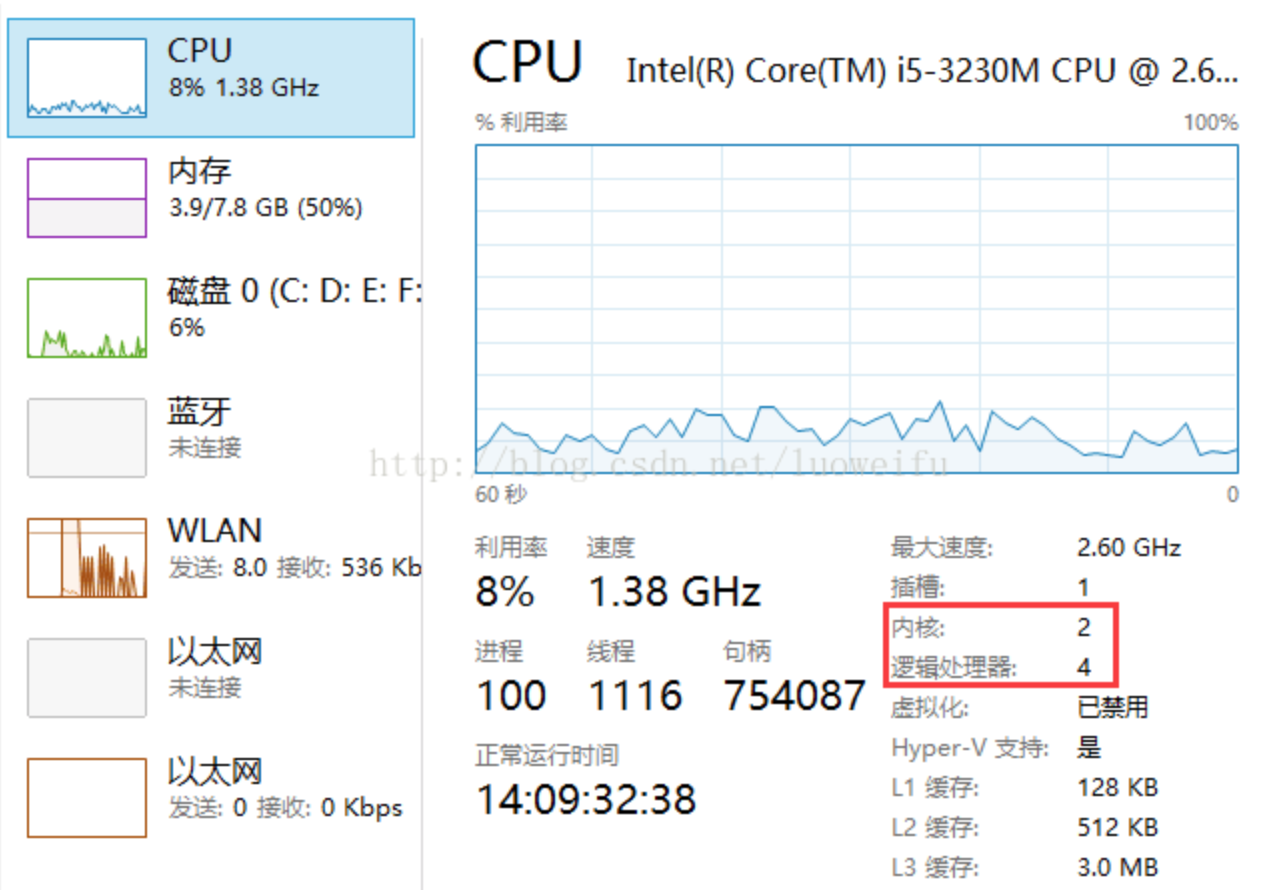 CPU
8% 1.38 GHz
内存
3.9/7.8 GB (50%)
磁盘 0 (C: D: E: F:
6%
蓝牙
未连接
WLAN
发送: 8.0 接收: 536 Kb
以太网
未连接
以太网
发送: 0 接收: 0 Kbps
CPU Intel(R) Core(TM) i5-3230M CPU @ 2.6...
% 利用率 100%
http://blog.csdn.net/luoweifu
60 秒 0
利用率 速度
8% 1.38 GHz
进程 线程 句柄
100 1116 754087
正常运行时间
14:09:32:38
最大速度: 2.60 GHz
插槽: 1
内核: 2
逻辑处理器: 4
虚拟化: 已禁用
Hyper-V 支持: 是
L1 缓存: 128 KB
L2 缓存: 512 KB
L3 缓存: 3.0 MB